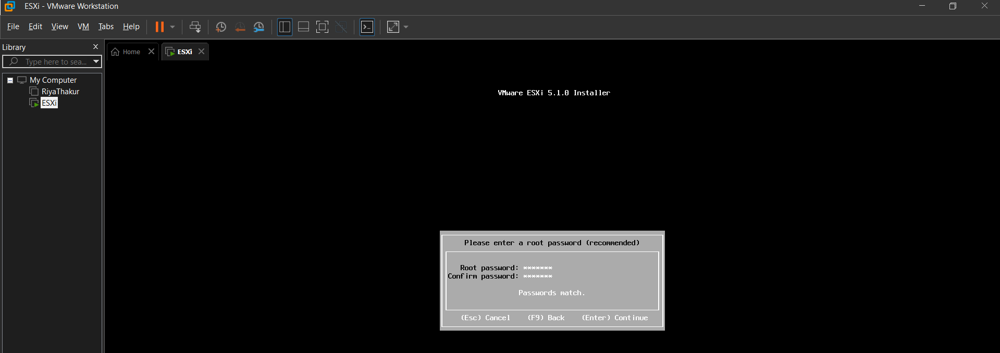 ESXi - VMware Workstation
File Edit View VM Tabs Help
Library
Type here to sea...
My Computer
RiyaThakur
ESXi
Home
ESXi
VMware ESXi 5.1.0 Installer
Please enter a root password (recommended)
Root password: *******
Confirm password: *******
Passwords match.
(Esc) Cancel (F9) Back (Enter) Continue